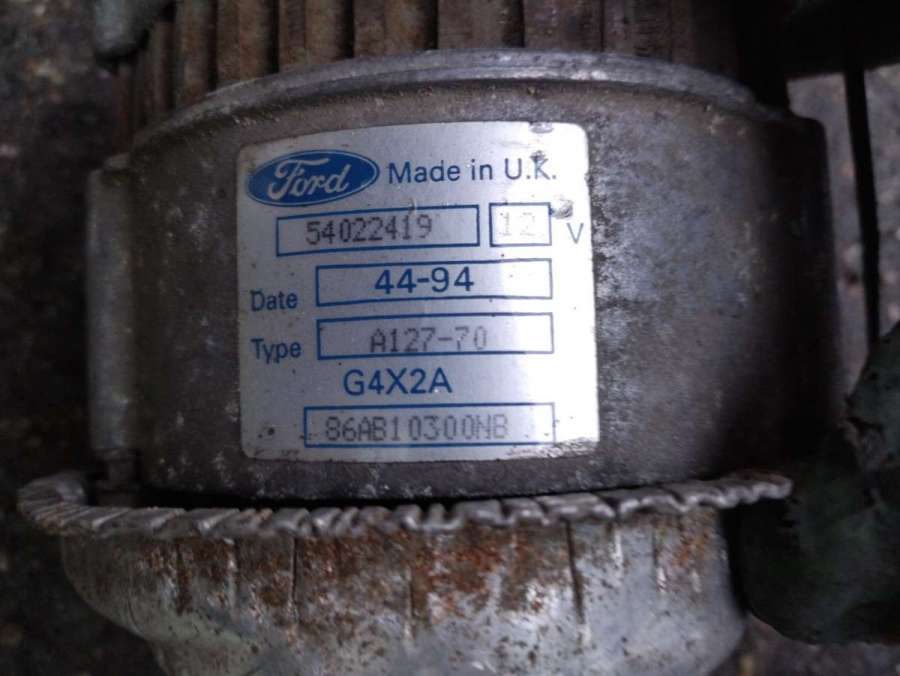 Ford Made in U.K.
54022419 12 V
Date 44-94
Type A127-70
G4X2A
86AB10300NB